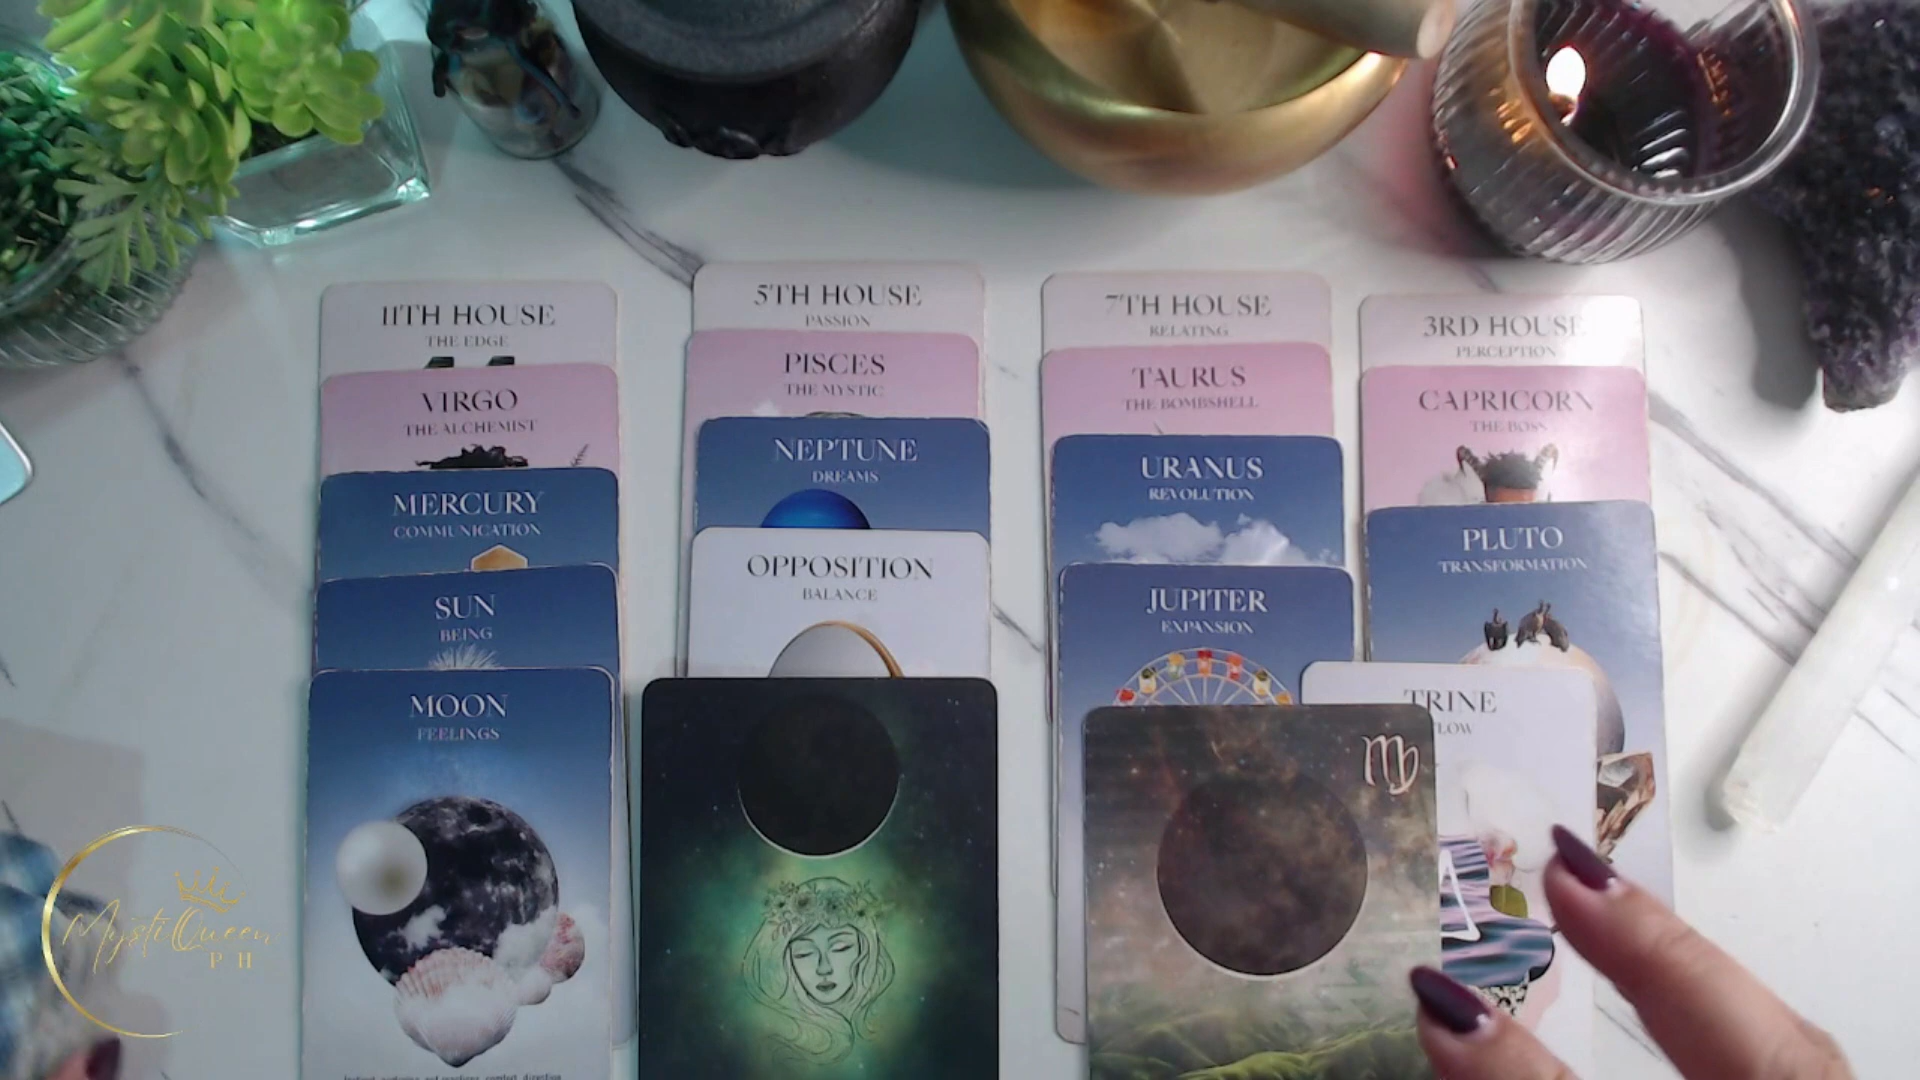 11TH HOUSE
THE EDGE
VIRGO
THE ALCHEMIST
MERCURY
COMMUNICATION
SUN
BEING
MOON
FEELINGS
5TH HOUSE
PASSION
PISCES
THE MYSTIC
NEPTUNE
DREAMS
OPPOSITION
BALANCE
7TH HOUSE
RELATING
TAURUS
THE BOMBSHELL
URANUS
REVOLUTION
JUPITER
EXPANSION
3RD HOUSE
PERCEPTION
CAPRICORN
THE BOSS
PLUTO
TRANSFORMATION
TRINE
FLOW
MystiQueen
PH